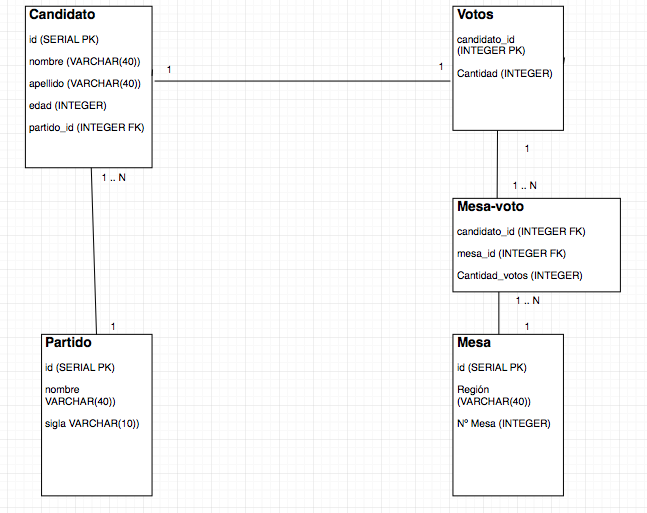 Candidato
id (SERIAL PK)
nombre (VARCHAR(40))
apellido (VARCHAR(40))
edad (INTEGER)
partido_id (INTEGER FK)
1
1
Votos
candidato_id
(INTEGER PK)
Cantidad (INTEGER)
1
1 .. N
1 .. N
Mesa-voto
candidato_id (INTEGER FK)
mesa_id (INTEGER FK)
Cantidad_votos (INTEGER)
1 .. N
1
1
Partido
id (SERIAL PK)
nombre
VARCHAR(40))
sigla VARCHAR(10))
Mesa
id (SERIAL PK)
Región
(VARCHAR(40))
Nº Mesa (INTEGER)